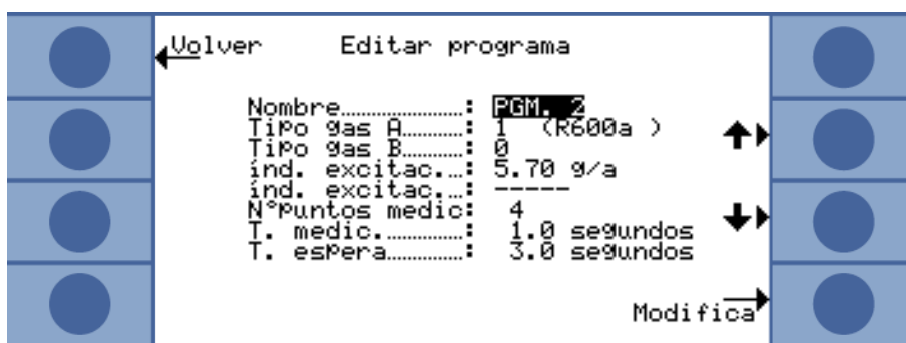 Volver Editar programa
Nombre..................: PGM. 2
Tipo gas A..........: 1 (R600a )
Tipo gas B..........: 0
índ. excitac....: 5.70 g/a
índ. excitac....: -----
N°puntos medic: 4
T. medic............: 1.0 segundos
T. espera............: 3.0 segundos
Modifica